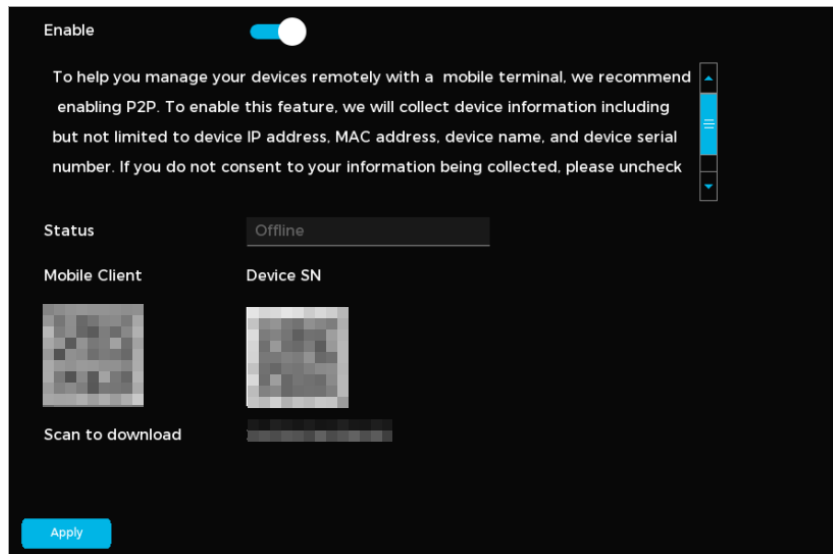 Enable
To help you manage your devices remotely with a mobile terminal, we recommend
enabling P2P. To enable this feature, we will collect device information including
but not limited to device IP address, MAC address, device name, and device serial
number. If you do not consent to your information being collected, please uncheck
Status
Offline
Mobile Client
Device SN
Scan to download
Apply